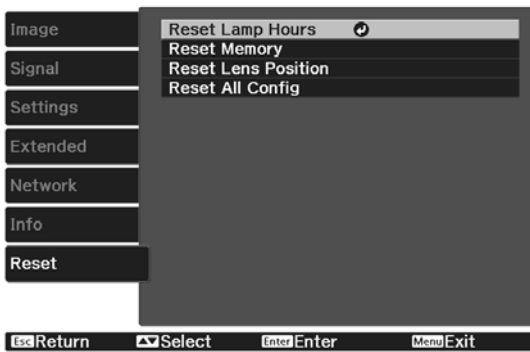 Image
Signal
Settings
Extended
Network
Info
Reset
Reset Lamp Hours
Reset Memory
Reset Lens Position
Reset All Config
Esc Return Select Enter Enter Menu Exit